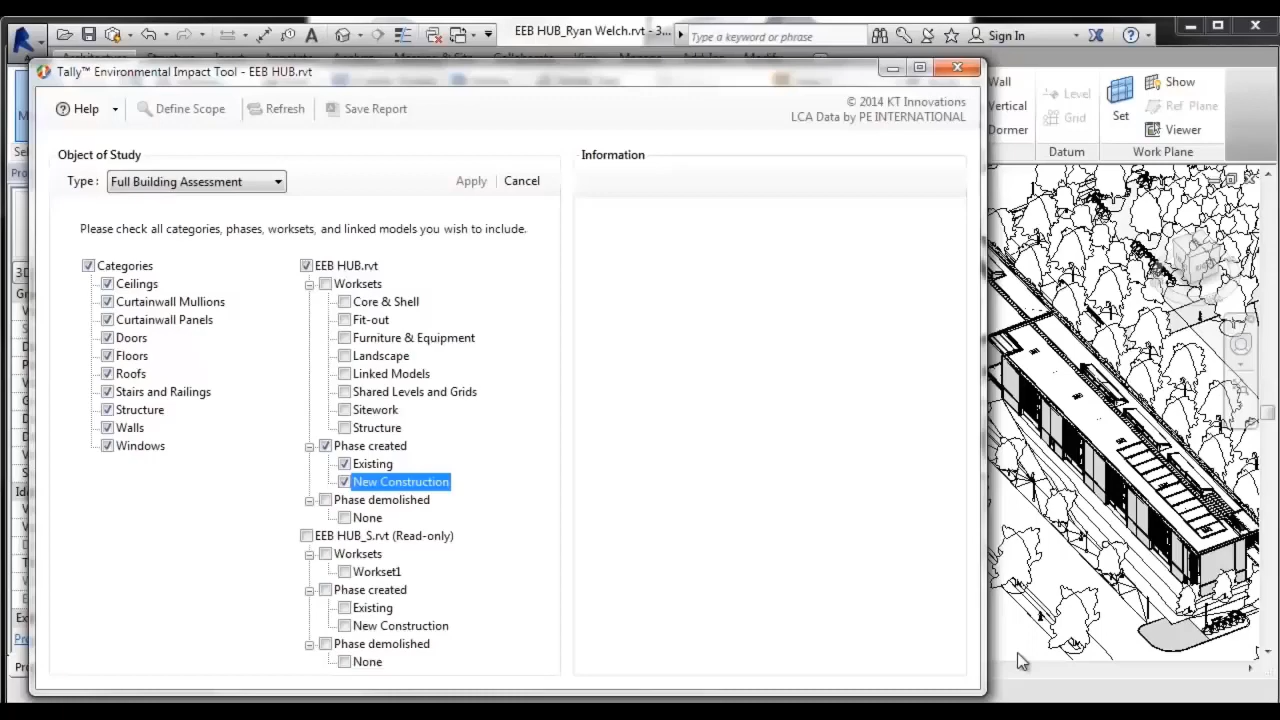 EEB HUB_Ryan Welch.rvt - 3...
Type a keyword or phrase
Sign In
Tally™ Environmental Impact Tool - EEB HUB.rvt
Help
Define Scope
Refresh
Save Report
© 2014 KT Innovations
LCA Data by PE INTERNATIONAL
Object of Study
Type :
Full Building Assessment
Apply
Cancel
Please check all categories, phases, worksets, and linked models you wish to include.
Categories
Ceilings
Curtainwall Mullions
Curtainwall Panels
Doors
Floors
Roofs
Stairs and Railings
Structure
Walls
Windows
EEB HUB.rvt
Worksets
Core & Shell
Fit-out
Furniture & Equipment
Landscape
Linked Models
Shared Levels and Grids
Sitework
Structure
Phase created
Existing
New Construction
Phase demolished
None
EEB HUB_S.rvt (Read-only)
Worksets
Workset1
Phase created
Existing
New Construction
Phase demolished
None
Information
Wall
Vertical
Dormer
Level
Grid
Datum
Set
Show
Ref Plane
Viewer
Work Plane